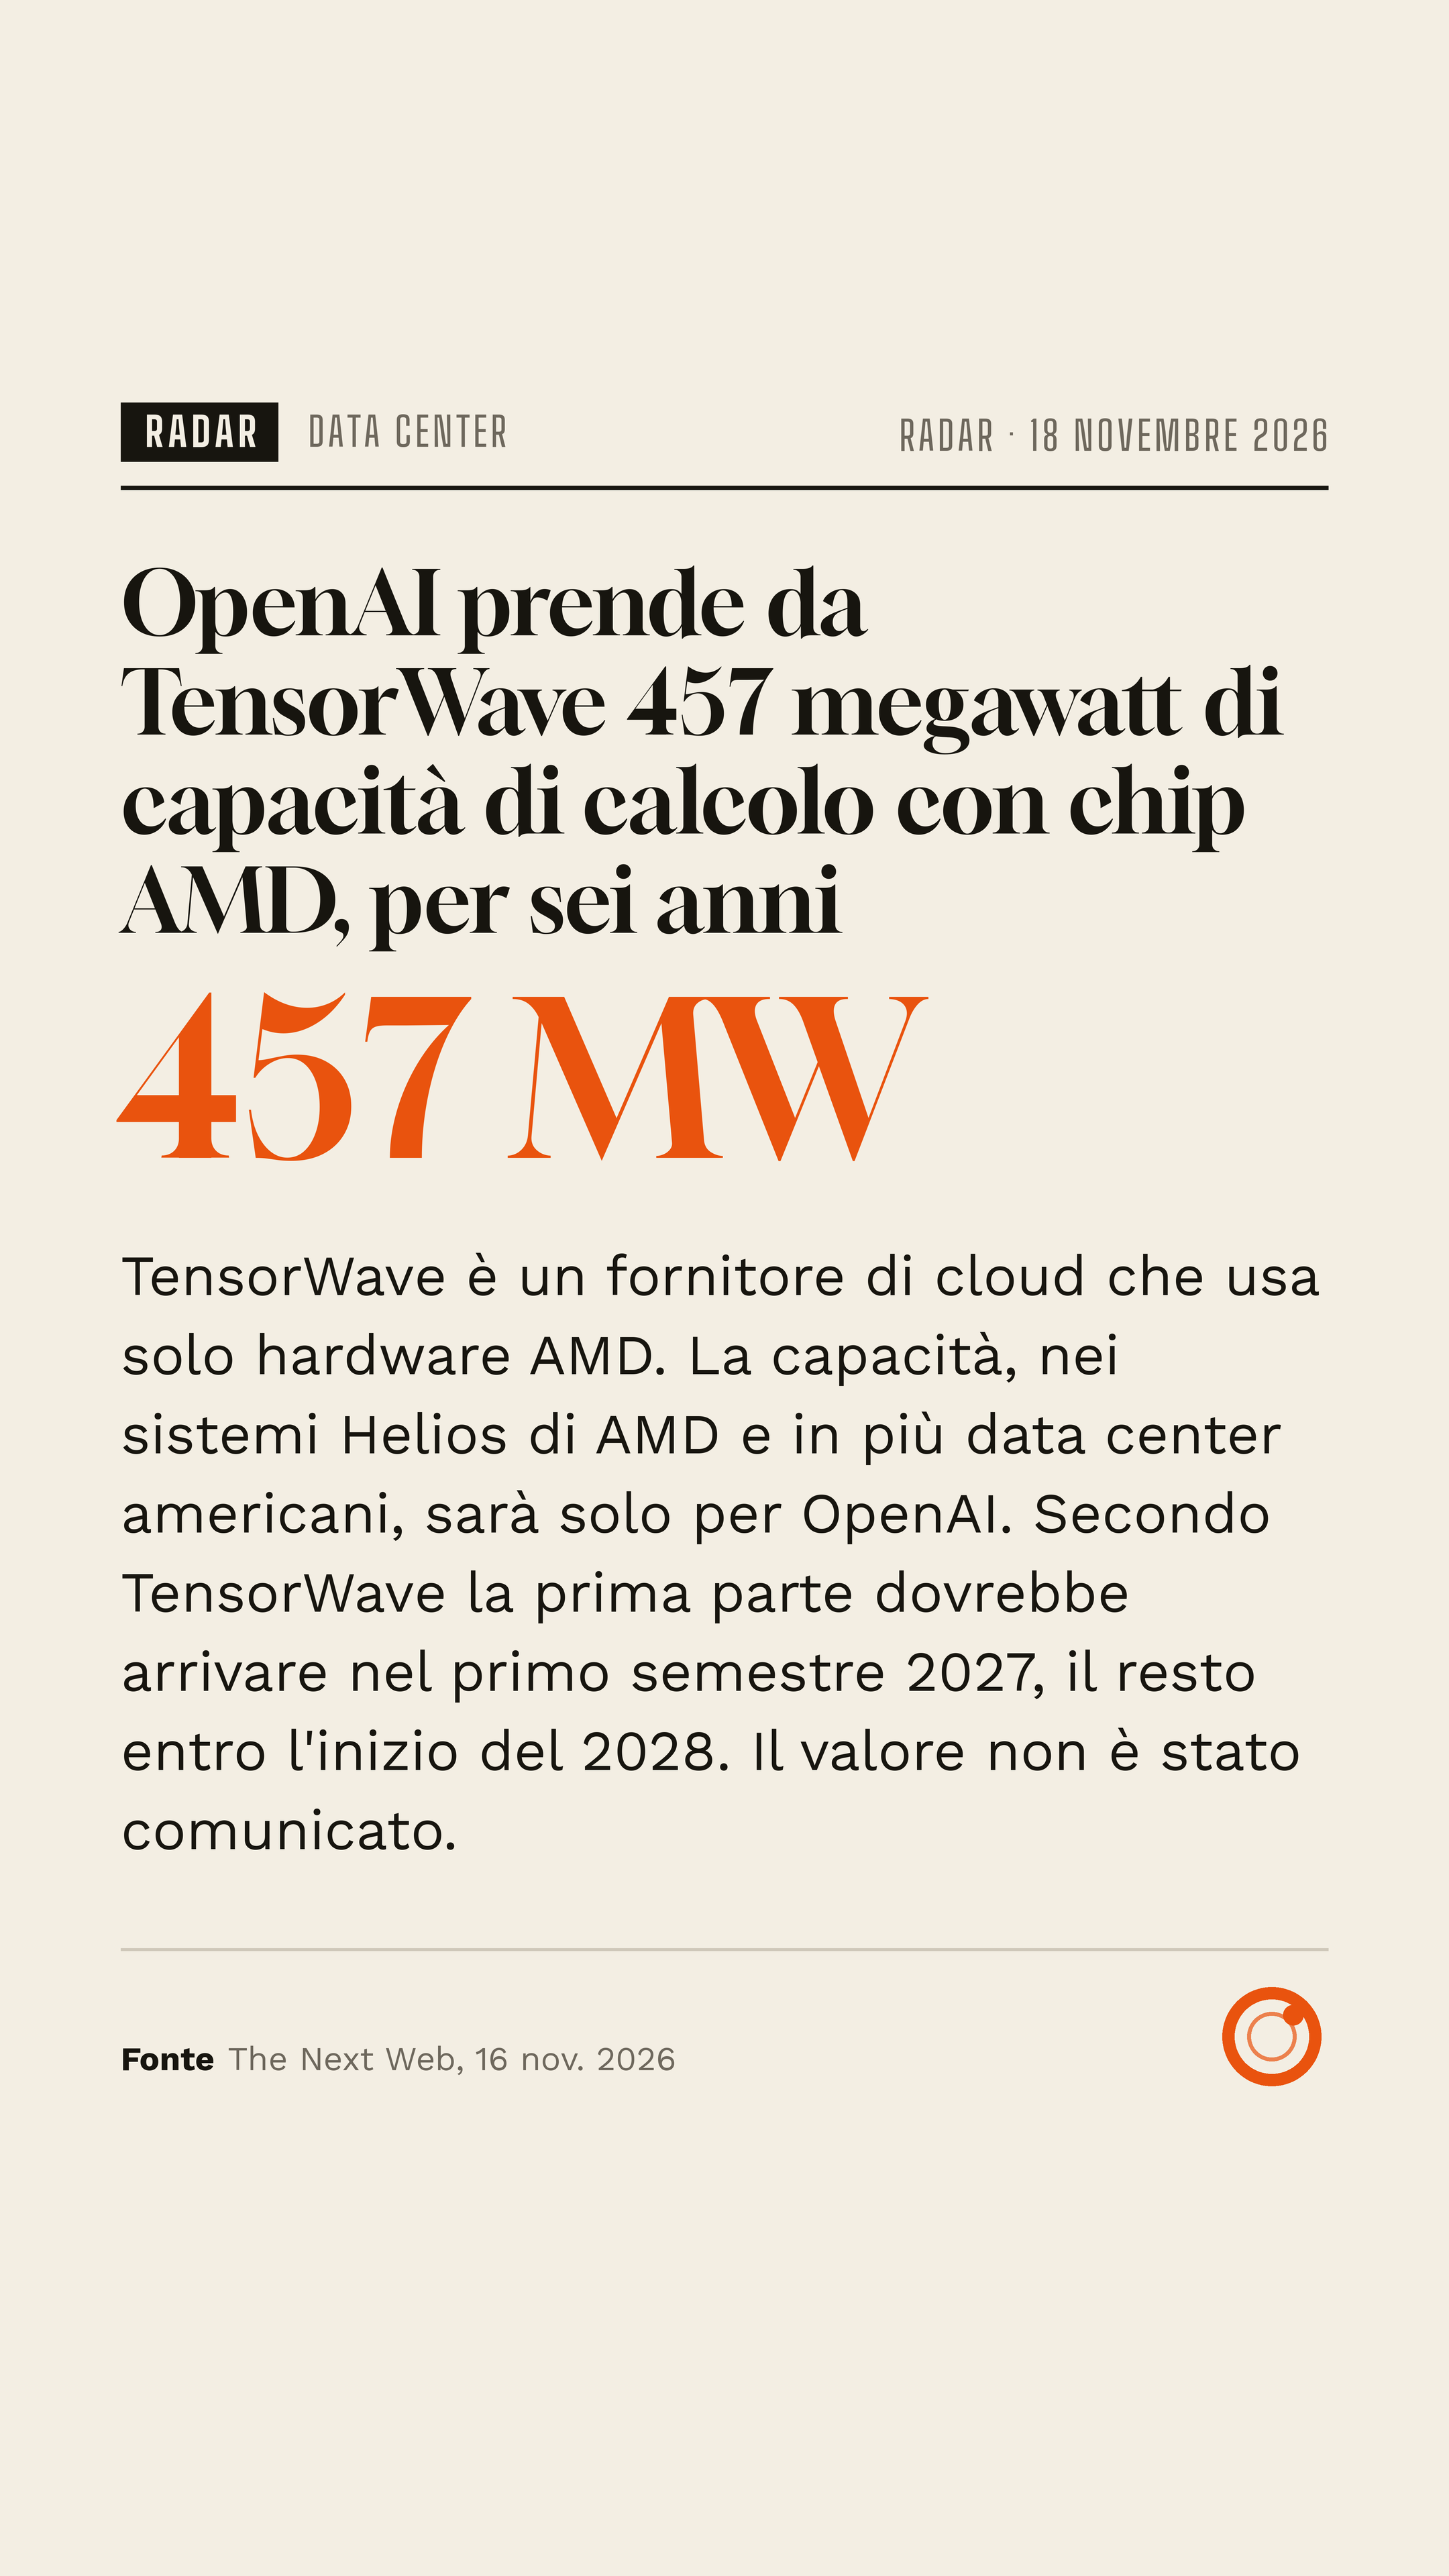 RADAR DATA CENTER RADAR · 18 NOVEMBRE 2026
OpenAI prende da
TensorWave 457 megawatt di
capacità di calcolo con chip
AMD, per sei anni
457 MW
TensorWave è un fornitore di cloud che usa
solo hardware AMD. La capacità, nei
sistemi Helios di AMD e in più data center
americani, sarà solo per OpenAI. Secondo
TensorWave la prima parte dovrebbe
arrivare nel primo semestre 2027, il resto
entro l'inizio del 2028. Il valore non è stato
comunicato.
Fonte The Next Web, 16 nov. 2026